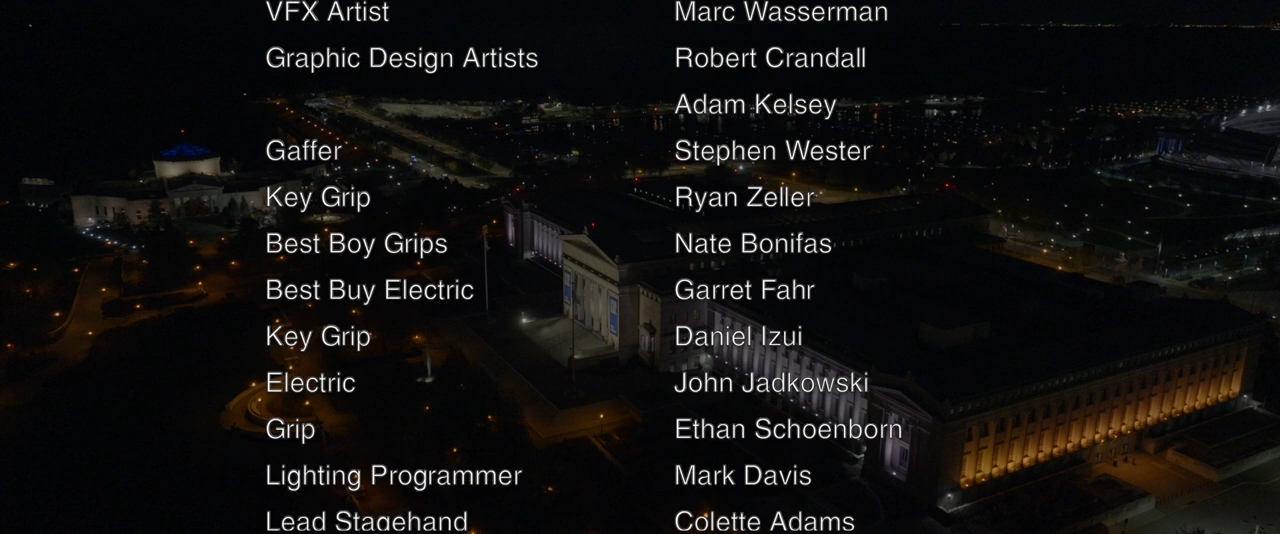 VFX Artist Marc Wasserman
Graphic Design Artists Robert Crandall
Adam Kelsey
Gaffer Stephen Wester
Key Grip Ryan Zeller
Best Boy Grips Nate Bonifas
Best Buy Electric Garret Fahr
Key Grip Daniel Izui
Electric John Jadkowski
Grip Ethan Schoenborn
Lighting Programmer Mark Davis
Lead Stagehand Colette Adams